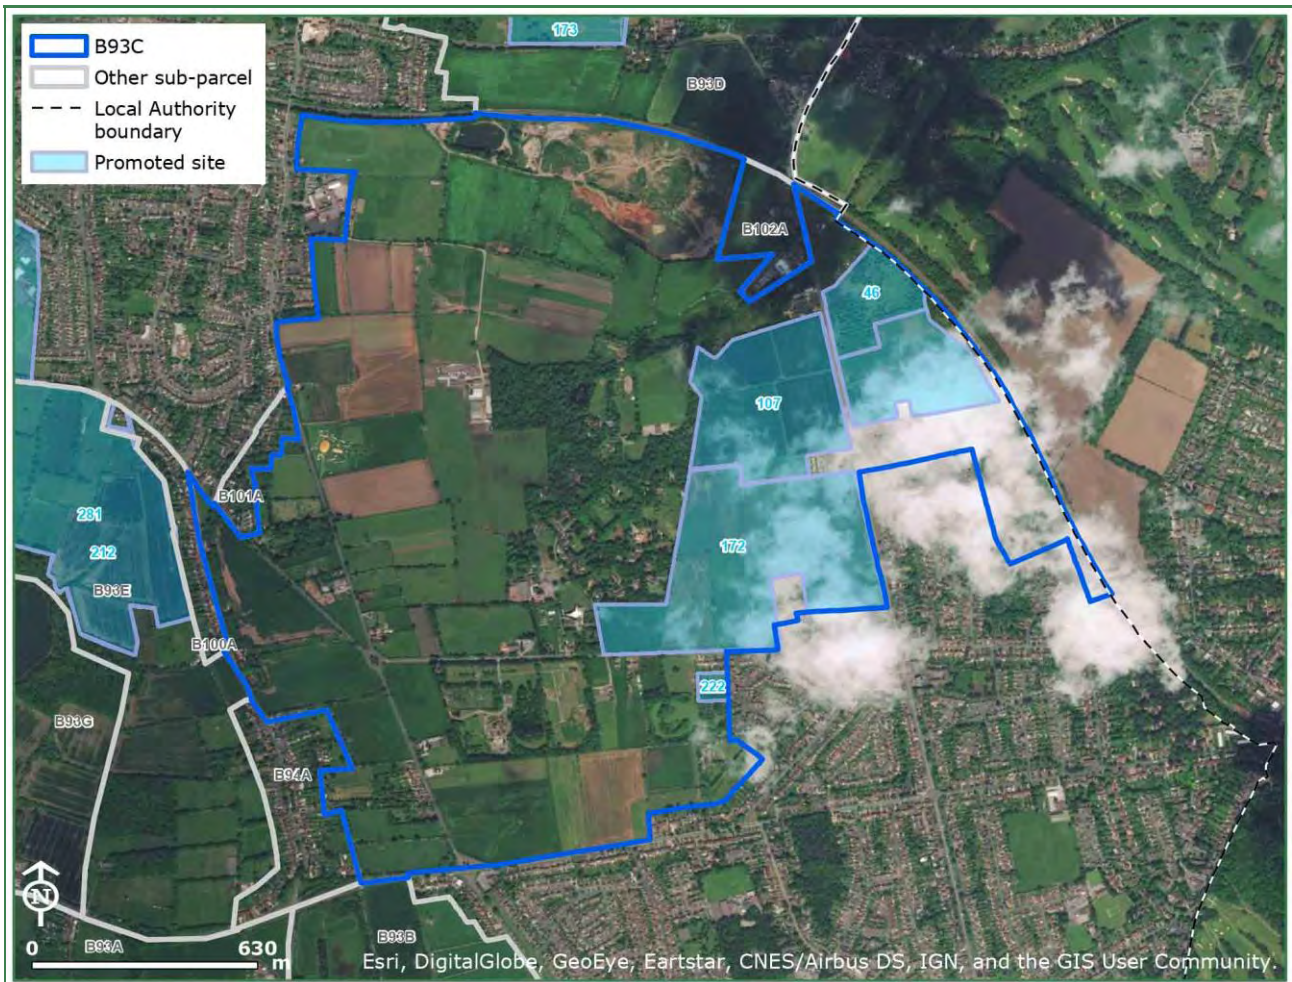 B93C
Other sub-parcel
Local Authority
boundary
Promoted site
173
B93D
B102A
46
107
B101A
281
212
B93E
172
B100A
222
B93G
B94A
N
0 630
m
B93A
B93B
Esri, DigitalGlobe, GeoEye, Eartstar, CNES/Airbus DS, IGN, and the GIS User Community.